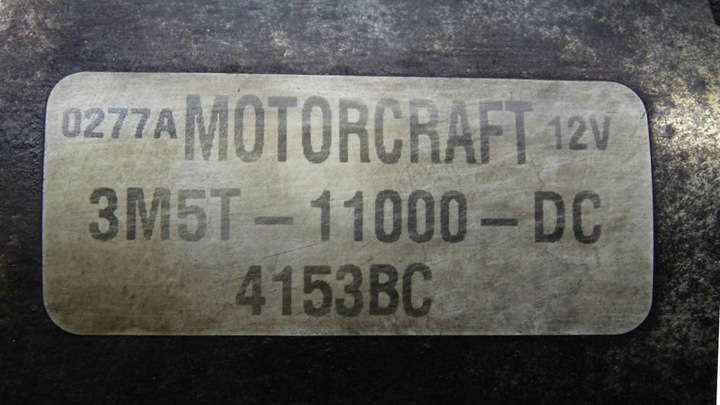 0277A MOTORCRAFT 12V
3M5T-11000-DC
4153BC